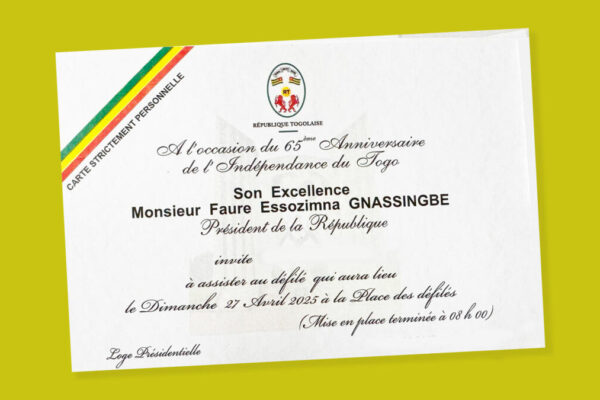 RÉPUBLIQUE TOGOLAISE
CARTE STRICTEMENT PERSONNELLE
A l'occasion du 65ème Anniversaire
de l'Indépendance du Togo
Son Excellence
Monsieur Faure Essozimna GNASSINGBE
Président de la République
invite
à assister au défilé qui aura lieu
le Dimanche 27 Avril 2025 à la Place des défilés
(Mise en place terminée à 08 h 00)
Loge Présidentielle